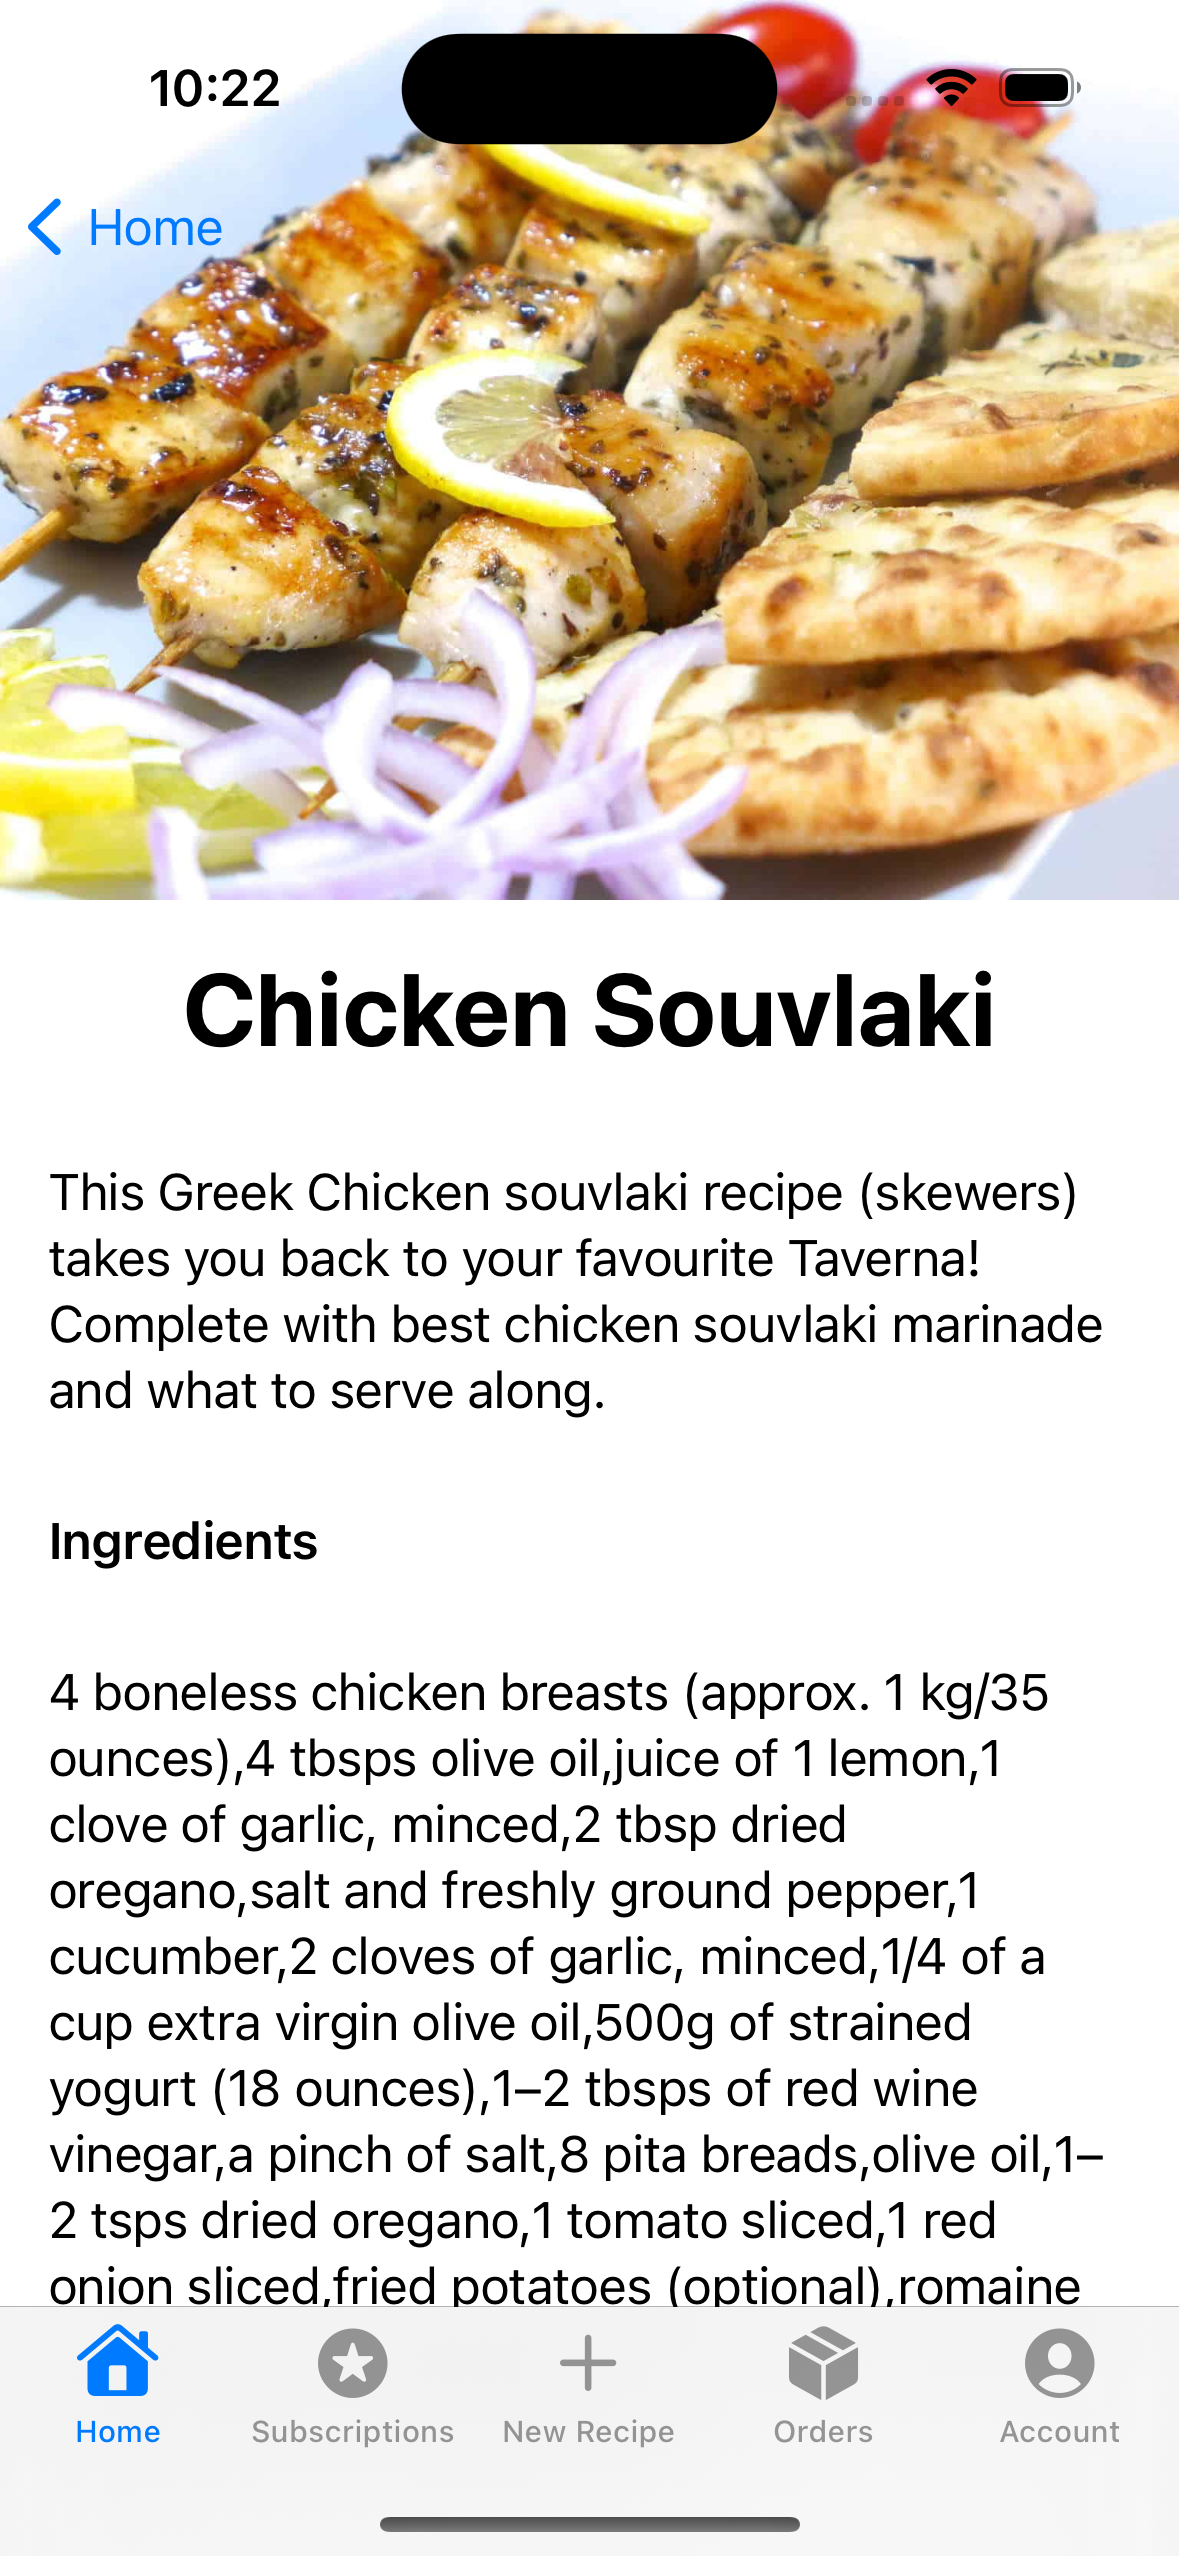 10:22
Home
Chicken Souvlaki
This Greek Chicken souvlaki recipe (skewers)
takes you back to your favourite Taverna!
Complete with best chicken souvlaki marinade
and what to serve along.
Ingredients
4 boneless chicken breasts (approx. 1 kg/35
ounces),4 tbsps olive oil,juice of 1 lemon,1
clove of garlic, minced,2 tbsp dried
oregano,salt and freshly ground pepper,1
cucumber,2 cloves of garlic, minced,1/4 of a
cup extra virgin olive oil,500g of strained
yogurt (18 ounces),1–2 tbsps of red wine
vinegar,a pinch of salt,8 pita breads,olive oil,1–
2 tsps dried oregano,1 tomato sliced,1 red
onion sliced,fried potatoes (optional),romaine
Home
Subscriptions
New Recipe
Orders
Account